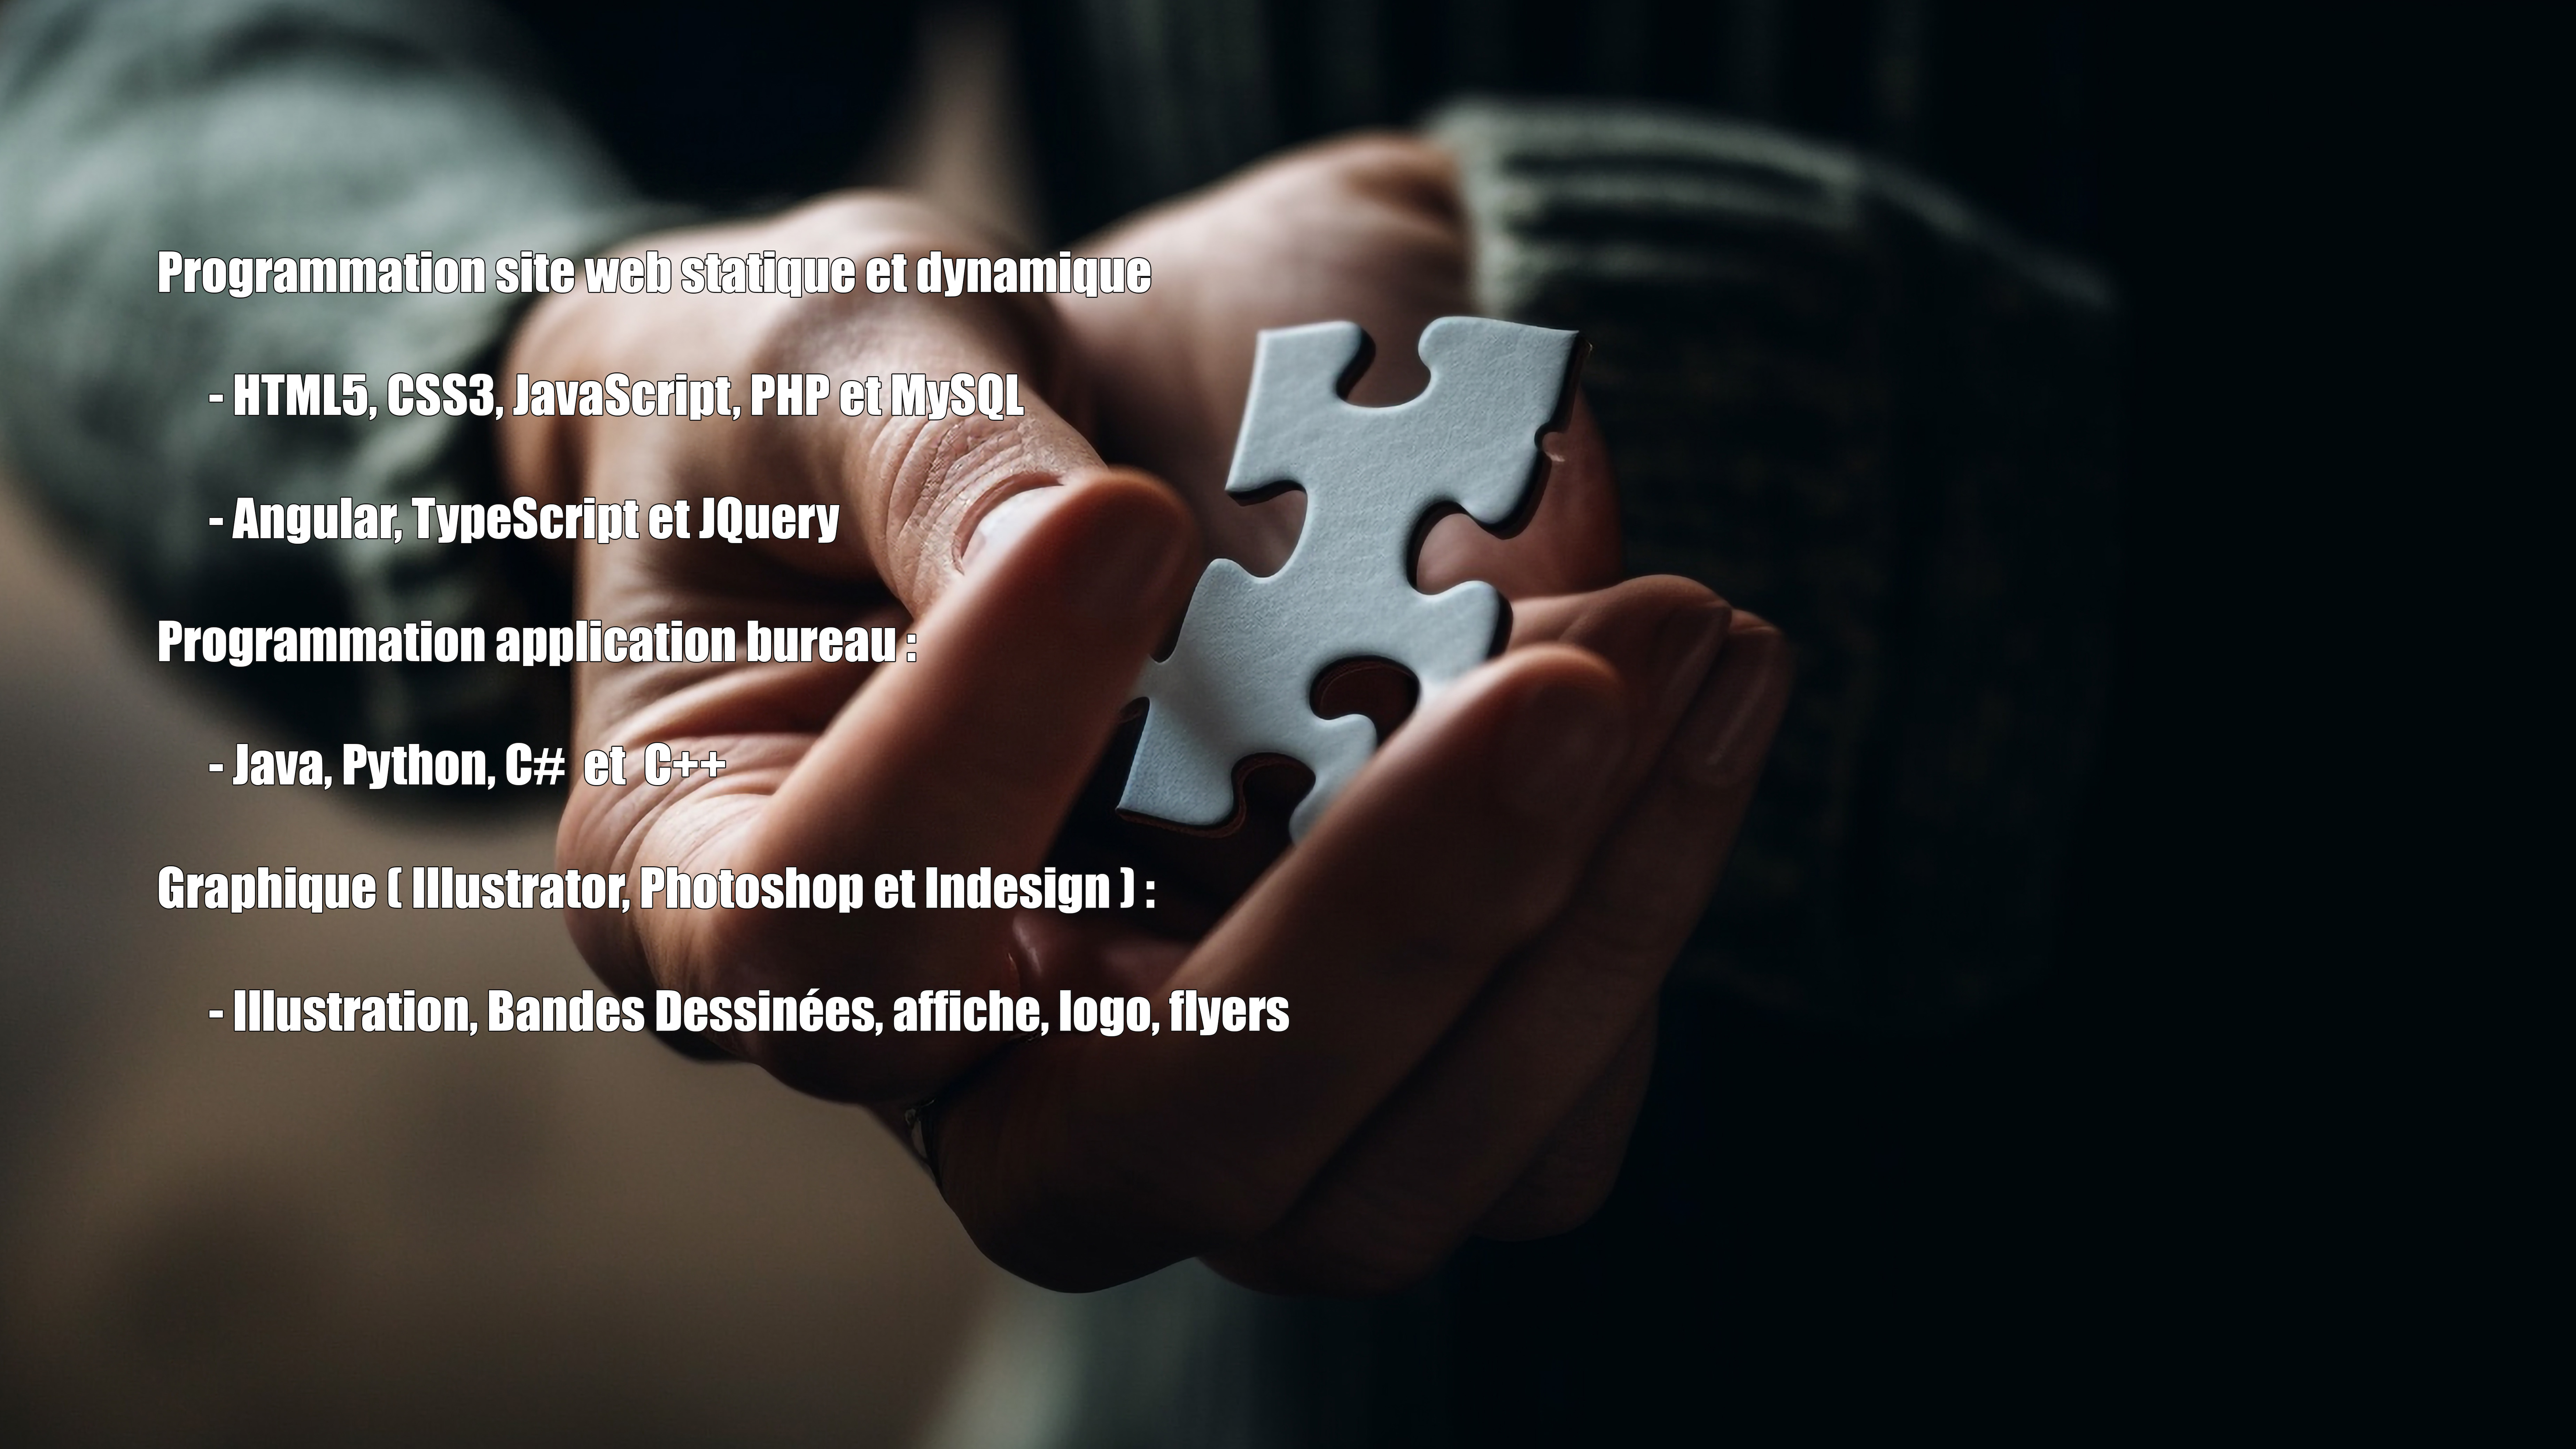 Programmation site web statique et dynamique
- HTML5, CSS3, JavaScript, PHP et MySQL
- Angular, TypeScript et JQuery
Programmation application bureau :
- Java, Python, C# et C++
Graphique ( Illustrator, Photoshop et Indesign ) :
- Illustration, Bandes Dessinées, affiche, logo, flyers